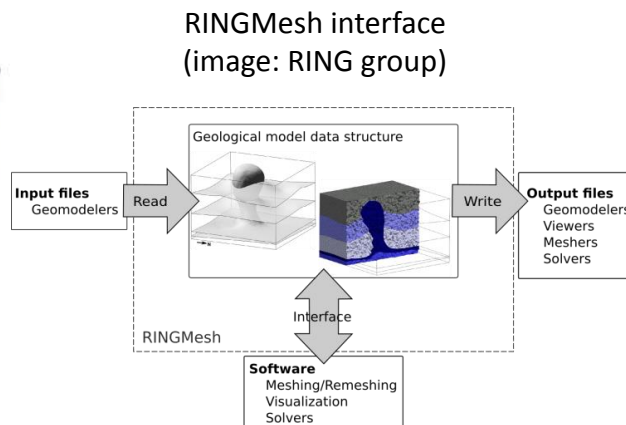 RINGMesh interface
(image: RING group)
Geological model data structure
Input files
Geomodelers
Read
Write
Output files
Geomodelers
Viewers
Meshers
Solvers
Interface
RINGMesh
Software
Meshing/Remeshing
Visualization
Solvers